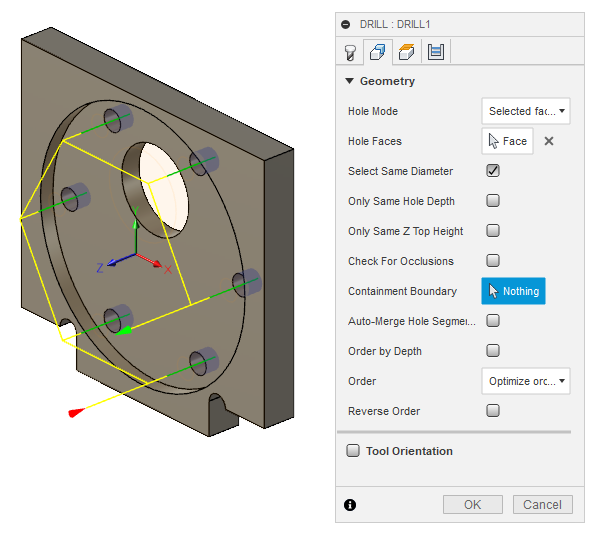 DRILL : DRILL1
Geometry
Hole Mode Selected fac...
Hole Faces Face
Select Same Diameter
Only Same Hole Depth
Only Same Z Top Height
Check For Occlusions
Containment Boundary Nothing
Auto-Merge Hole Segmer...
Order by Depth
Order Optimize orc...
Reverse Order
Tool Orientation
OK Cancel
Y
Z
X